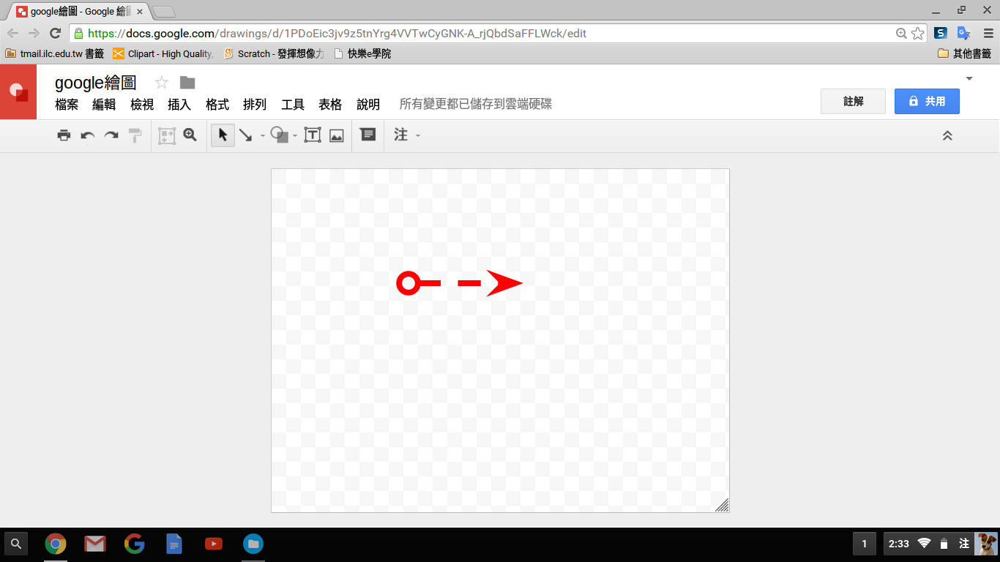 google繪圖 - Google 繪圖
https://docs.google.com/drawings/d/1PDoEic3jv9z5tnYrg4VVTwCyGNK-A_rjQbdSaFFLWck/edit
tmail.ilc.edu.tw 書籤 Clipart - High Quality, Scratch - 發揮想像力 快樂e學院 其他書籤
google繪圖
檔案 編輯 檢視 插入 格式 排列 工具 表格 說明 所有變更都已儲存到雲端硬碟
註解 共用
T 注
1 2:33 注